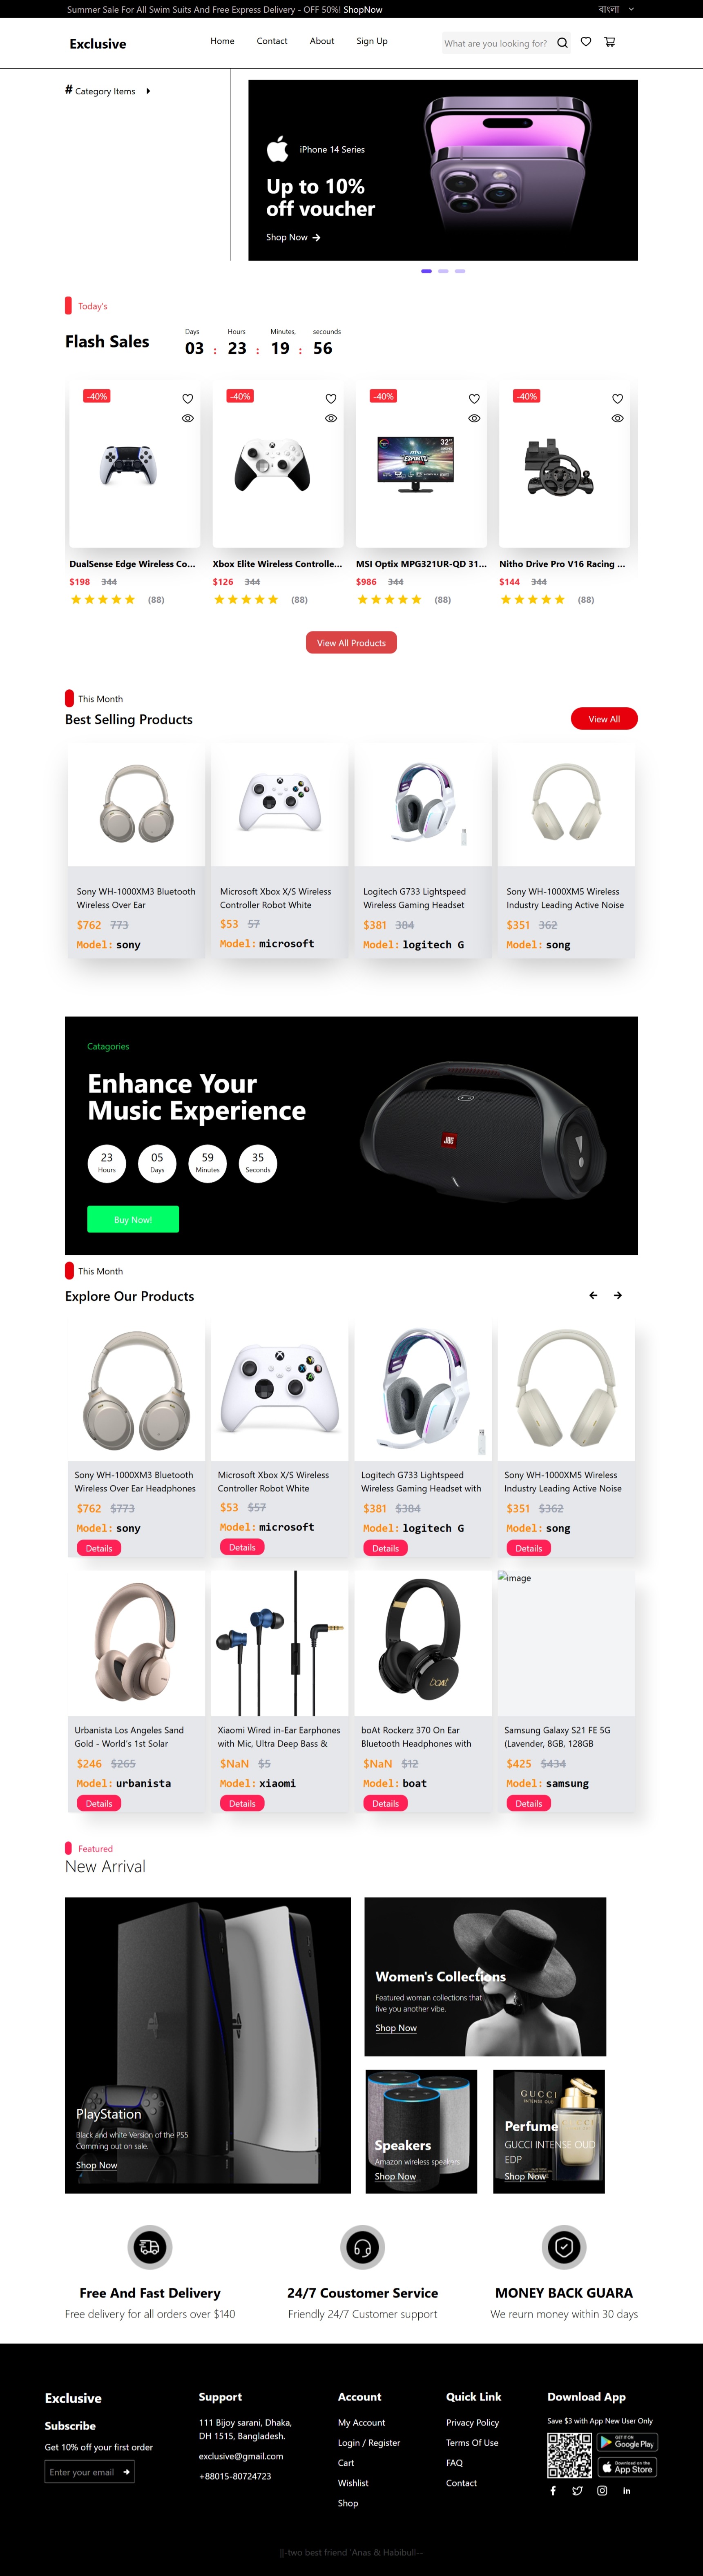 Summer Sale For All Swim Suits And Free Express Delivery - OFF 50%! ShopNow
বাংলা
Exclusive
Home
Contact
About
Sign Up
What are you looking for?
# Category Items
iPhone 14 Series
Up to 10%
off voucher
Shop Now
Today's
Flash Sales
Days
Hours
Minutes,
secounds
03 : 23 : 19 : 56
-40%
-40%
-40%
-40%
DualSense Edge Wireless Co...
Xbox Elite Wireless Controlle...
MSI Optix MPG321UR-QD 31...
Nitho Drive Pro V16 Racing ...
$198 344
$126 344
$986 344
$144 344
(88)
(88)
(88)
(88)
View All Products
This Month
Best Selling Products
View All
Sony WH-1000XM3 Bluetooth
Wireless Over Ear
$762 773
Model: sony
Microsoft Xbox X/S Wireless
Controller Robot White
$53 57
Model: microsoft
Logitech G733 Lightspeed
Wireless Gaming Headset
$381 384
Model: logitech G
Sony WH-1000XM5 Wireless
Industry Leading Active Noise
$351 362
Model: song
Catagories
Enhance Your
Music Experience
23
Hours
05
Days
59
Minutes
35
Seconds
JBG
Buy Now!
This Month
Explore Our Products
Sony WH-1000XM3 Bluetooth
Wireless Over Ear Headphones
$762 $773
Model: sony
Details
Microsoft Xbox X/S Wireless
Controller Robot White
$53 $57
Model: microsoft
Details
Logitech G733 Lightspeed
Wireless Gaming Headset with
$381 $384
Model: logitech G
Details
Sony WH-1000XM5 Wireless
Industry Leading Active Noise
$351 $362
Model: song
Details
Urbanista Los Angeles Sand
Gold - World's 1st Solar
$246 $265
Model: urbanista
Details
Xiaomi Wired in-Ear Earphones
with Mic, Ultra Deep Bass &
$NaN $5
Model: xiaomi
Details
boAt
boAt Rockerz 370 On Ear
Bluetooth Headphones with
$NaN $12
Model: boat
Details
image
Samsung Galaxy S21 FE 5G
(Lavender, 8GB, 128GB
$425 $434
Model: samsung
Details
Featured
New Arrival
PlayStation
Black and white Version of the PS5
Comming out on sale.
Shop Now
Women's Collections
Featured woman collections that
five you another vibe.
Shop Now
Speakers
Amazon wireless speakers
Shop Now
GUCCI
INTENSE OUD
Perfume
GUCCI INTENSE OUD
EDP
Shop Now
Free And Fast Delivery
Free delivery for all orders over $140
24/7 Coustomer Service
Friendly 24/7 Customer support
MONEY BACK GUARA
We reurn money within 30 days
Exclusive
Subscribe
Get 10% off your first order
Enter your email
Support
111 Bijoy sarani, Dhaka,
DH 1515, Bangladesh.
exclusive@gmail.com
+88015-80724723
Account
My Account
Login / Register
Cart
Wishlist
Shop
Quick Link
Privacy Policy
Terms Of Use
FAQ
Contact
Download App
Save $3 with App New User Only
GET IT ON
Google Play
Download on the
App Store
in
-two best friend 'Anas & Habibull--